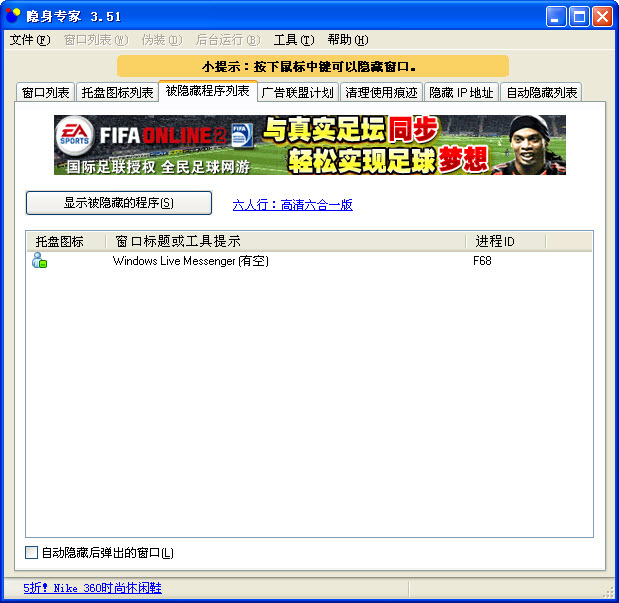 隐身专家 3.51
文件(F) 窗口列表(W) 伪装(D) 后台运行(B) 工具(T) 帮助(H)
小提示：按下鼠标中键可以隐藏窗口。
窗口列表 托盘图标列表 被隐藏程序列表 广告联盟计划 清理使用痕迹 隐藏 IP 地址 自动隐藏列表
EA SPORTS FIFA ONLINE 2 FIFA 与真实足坛同步
国际足联授权 全民足球网游 轻松实现足球梦想
显示被隐藏的程序(S) 六人行：高清六合一版
托盘图标 窗口标题或工具提示 进程ID
Windows Live Messenger (有空) F68
自动隐藏后弹出的窗口(L)
5折! Nike 360时尚休闲鞋